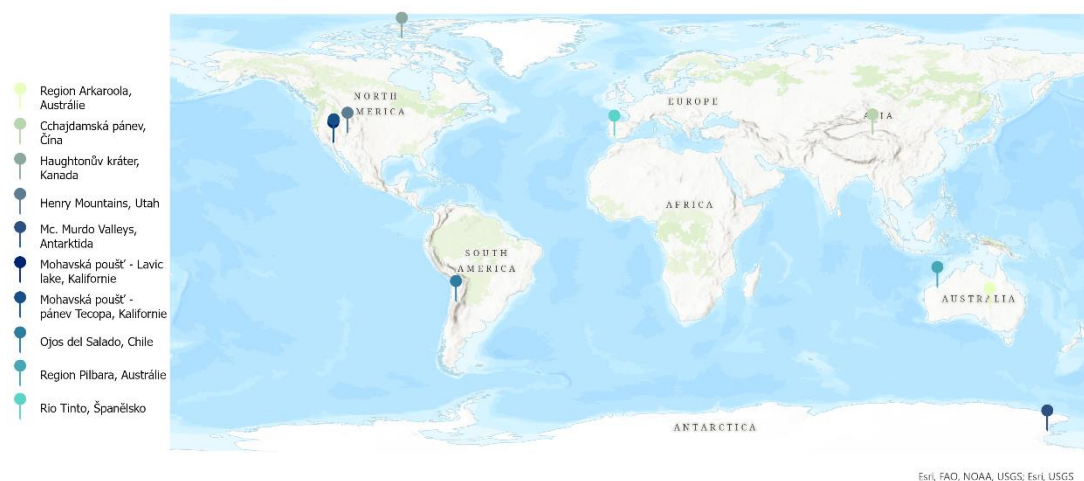 Region Arkaroola,
Austrálie
Cchajdamská pánev,
Čína
Haughtonův kráter,
Kanada
Henry Mountains, Utah
Mc. Murdo Valleys,
Antarktida
Mohavská poušť - Lavic
lake, Kalifornie
Mohavská poušť -
pánev Tecopa, Kalifornie
Ojos del Salado, Chile
Region Pilbara, Austrálie
Rio Tinto, Španělsko
NORTH
AMERICA
EUROPE
ASIA
AFRICA
SOUTH
AMERICA
AUSTRALIA
ANTARCTICA
Esri, FAO, NOAA, USGS; Esri, USGS